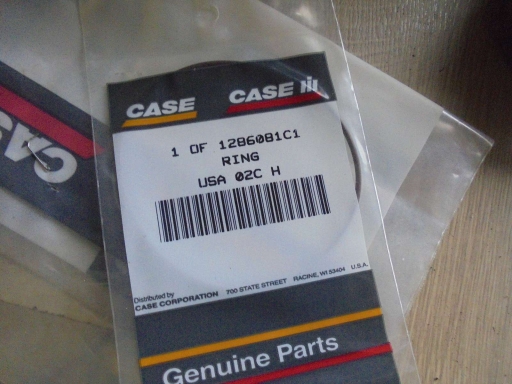 CASE
CASE IH
1 OF 1286081C1
RING
USA 02C H
Distributed by
CASE CORPORATION 700 STATE STREET RACINE, WI 53404 U.S.A.
Genuine Parts
CAS